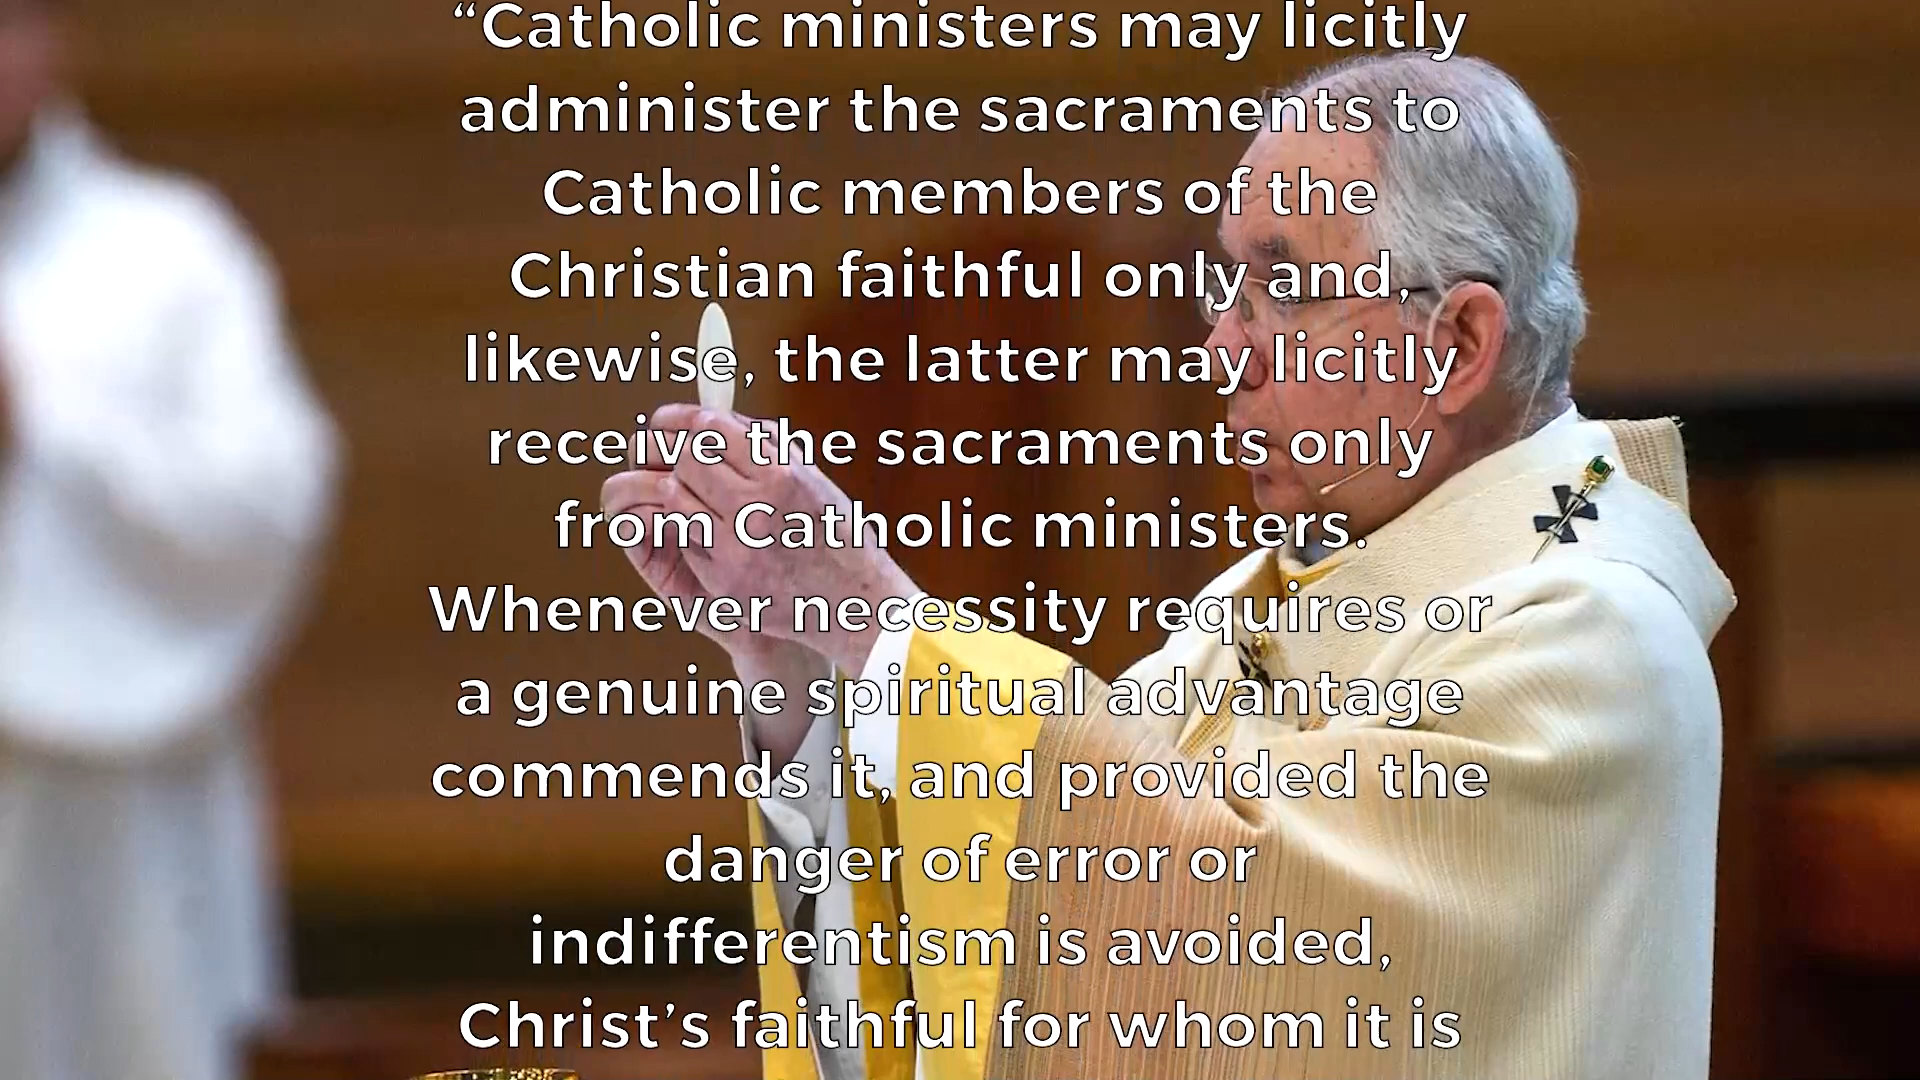 “Catholic ministers may licitly
administer the sacraments to
Catholic members of the
Christian faithful only and,
likewise, the latter may licitly
receive the sacraments only
from Catholic ministers.
Whenever necessity requires or
a genuine spiritual advantage
commends it, and provided the
danger of error or
indifferentism is avoided,
Christ’s faithful for whom it is